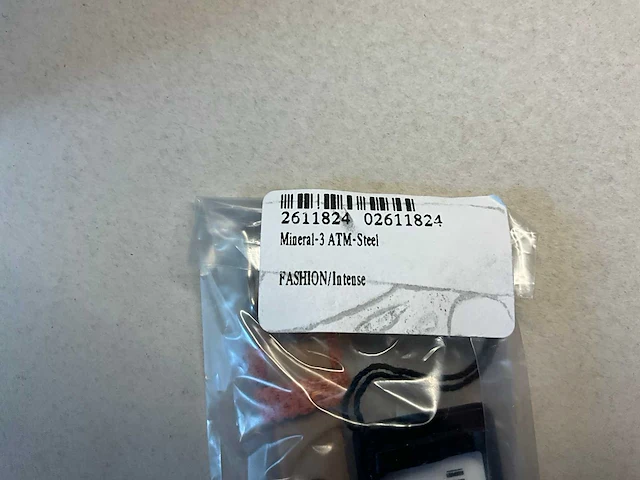 2611824 02611824
Mineral-3 ATM-Steel
FASHION/Intense